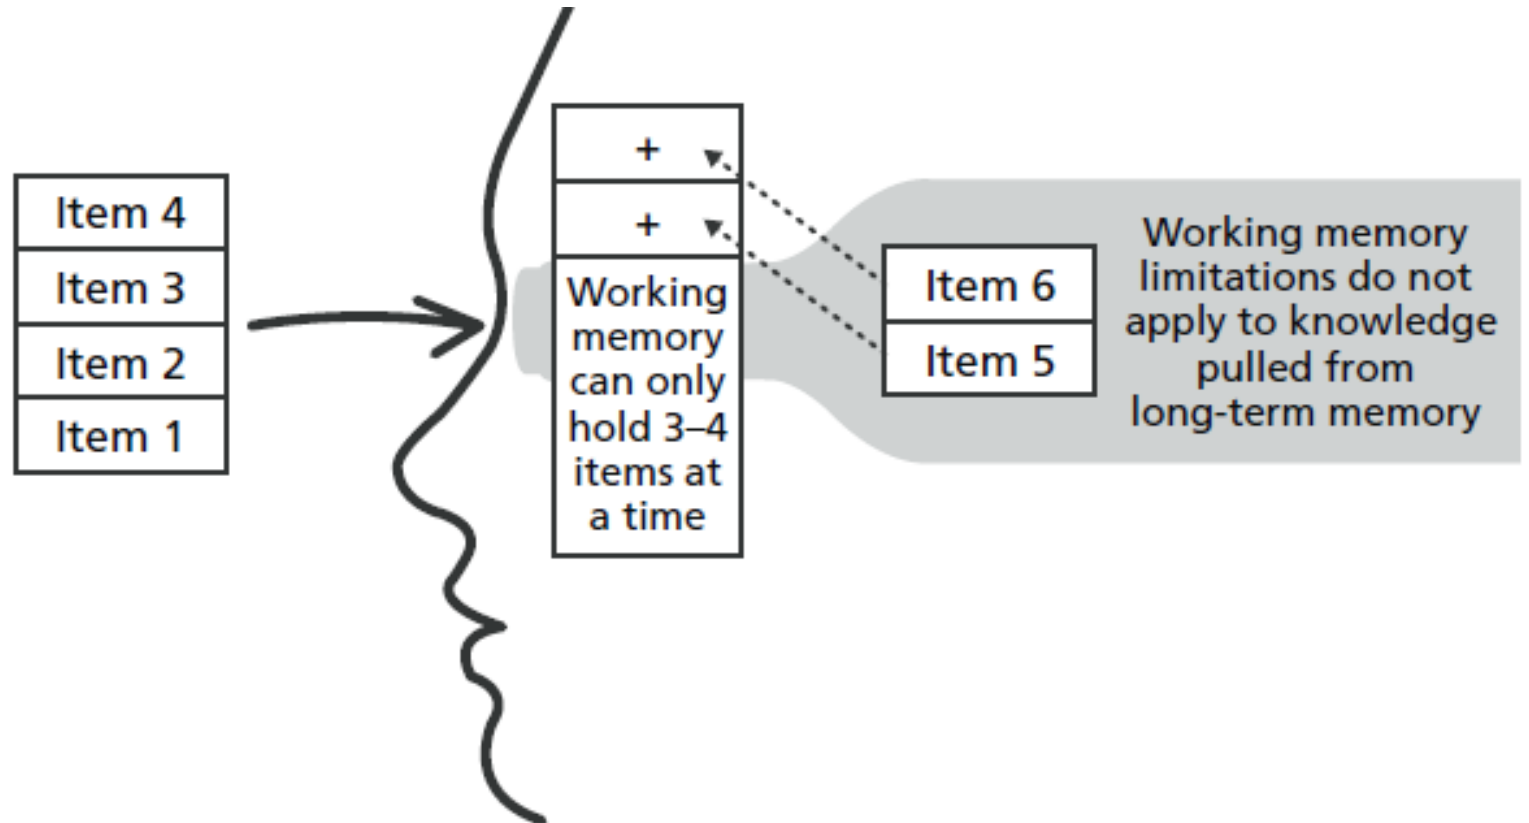 Item 4
Item 3
Item 2
Item 1
+
+
Working
memory
can only
hold 3–4
items at
a time
Item 6
Item 5
Working memory
limitations do not
apply to knowledge
pulled from
long-term memory